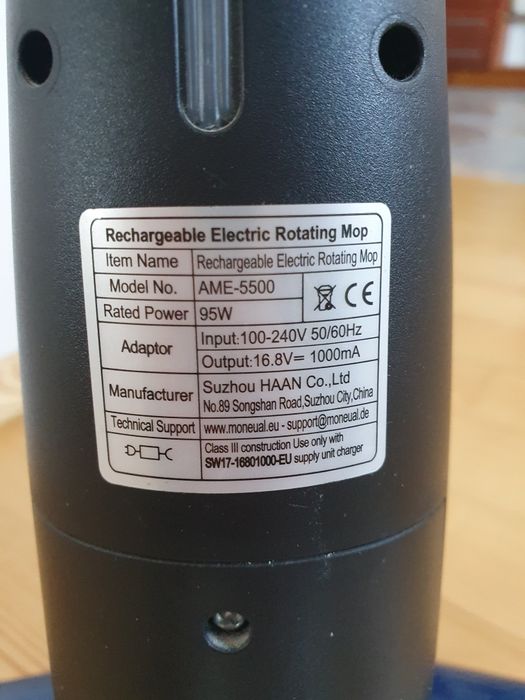 Rechargeable Electric Rotating Mop
Item Name Rechargeable Electric Rotating Mop
Model No. AME-5500
Rated Power 95W
CE
Adaptor Input:100-240V 50/60Hz
Output:16.8V⎓ 1000mA
Manufacturer Suzhou HAAN Co.,Ltd
No.89 Songshan Road,Suzhou City,China
Technical Support www.moneual.eu - support@moneual.de
Class III construction Use only with
SW17-16801000-EU supply unit charger